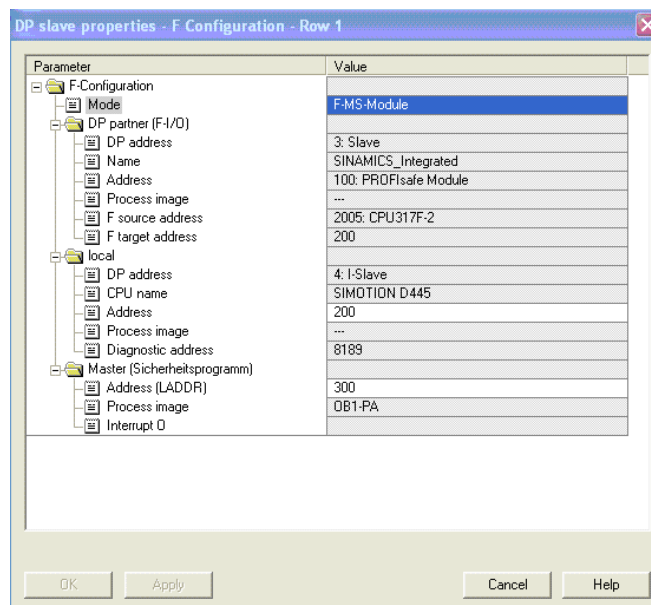 DP slave properties - F Configuration - Row 1
Parameter Value
F-Configuration
Mode F-MS-Module
DP partner (F-I/O)
DP address 3: Slave
Name SINAMICS_Integrated
Address 100: PROFIsafe Module
Process image ---
F source address 2005: CPU317F-2
F target address 200
local
DP address 4: I-Slave
CPU name SIMOTION D445
Address 200
Process image ---
Diagnostic address 8189
Master (Sicherheitsprogramm)
Address (LADDR) 300
Process image OB1-PA
Interrupt O
OK Apply Cancel Help